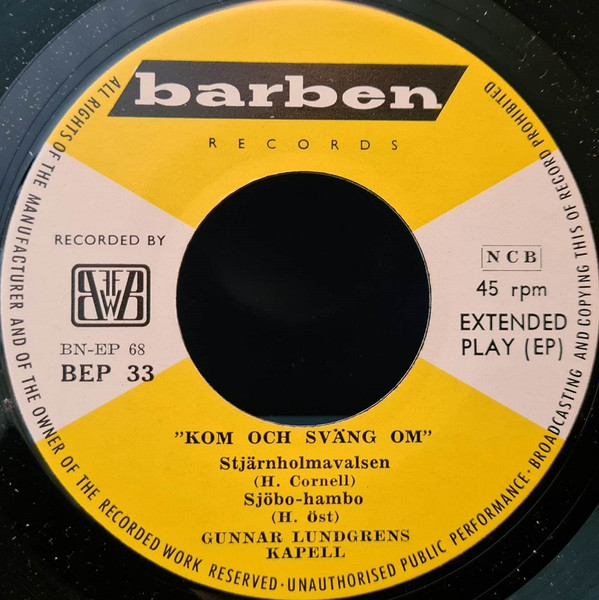 barben
RECORDS
RECORDED BY
BN-EP 68
BEP 33
NCB
45 rpm
EXTENDED
PLAY (EP)
"KOM OCH SVÄNG OM"
Stjärnholmavalsen
(H. Cornell)
Sjöbo-hambo
(H. öst)
GUNNAR LUNDGRENS
KAPELL
ALL RIGHTS OF THE MANUFACTURER AND OF THE OWNER OF THE RECORDED WORK RESERVED · UNAUTHORISED PUBLIC PERFORMANCE · BROADCASTING AND COPYING THIS OF RECORD PROHIBITED